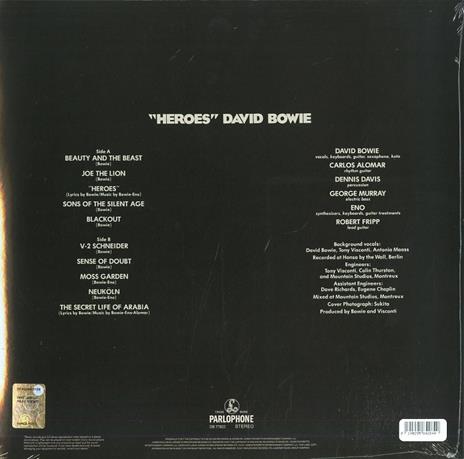 "HEROES" DAVID BOWIE
Side A
BEAUTY AND THE BEAST
(Bowie)
JOE THE LION
(Bowie)
"HEROES"
(Lyrics by Bowie/Music by Bowie-Eno)
SONS OF THE SILENT AGE
(Bowie)
BLACKOUT
(Bowie)
Side B
V-2 SCHNEIDER
(Bowie)
SENSE OF DOUBT
(Bowie)
MOSS GARDEN
(Bowie-Eno)
NEUKÖLN
(Bowie-Eno)
THE SECRET LIFE OF ARABIA
(Lyrics by Bowie/Music by Bowie-Eno-Alomar)
DAVID BOWIE
vocals, keyboards, guitar, saxophone, koto
CARLOS ALOMAR
rhythm guitar
DENNIS DAVIS
percussion
GEORGE MURRAY
electric bass
ENO
synthesizers, keyboards, guitar treatments
ROBERT FRIPP
lead guitar
Background vocals:
David Bowie, Tony Visconti, Antonia Maass
Recorded at Hansa by the Wall, Berlin
Engineers:
Tony Visconti, Colin Thurston,
and Mountain Studios, Montreux
Assistant Engineers:
Dave Richards, Eugene Chaplin
Mixed at Mountain Studios, Montreux
Cover Photograph: Sukita
Produced by Bowie and Visconti
TRADE MARK
PARLOPHONE
STEREO